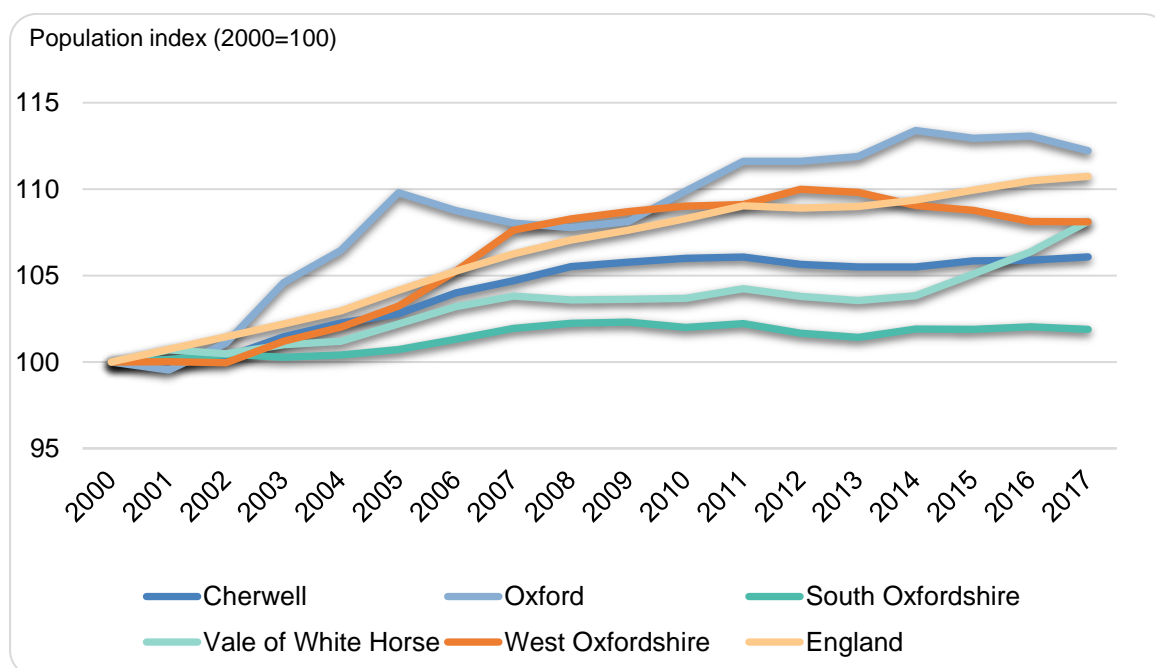 Population index (2000=100)
115
110
105
100
95
2000 2001 2002 2003 2004 2005 2006 2007 2008 2009 2010 2011 2012 2013 2014 2015 2016 2017
Cherwell Oxford South Oxfordshire
Vale of White Horse West Oxfordshire England